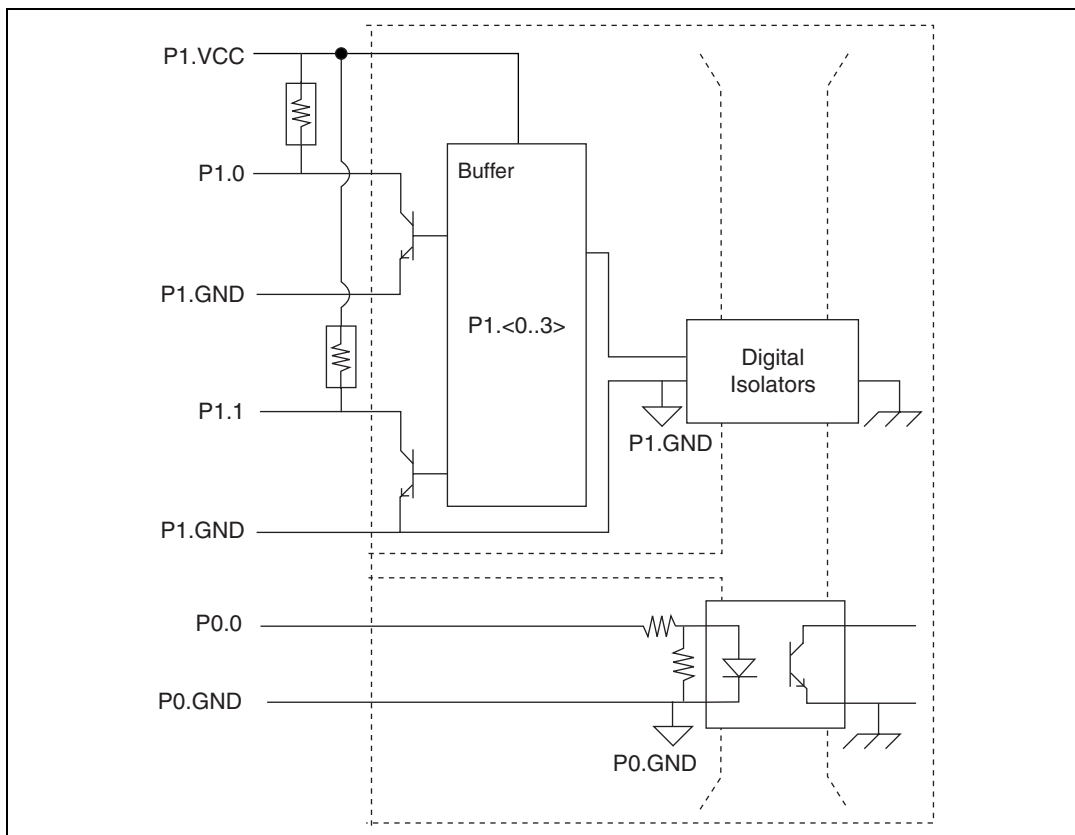 P1.VCC
P1.0
Buffer
P1.GND
P1.<0..3>
Digital
Isolators
P1.1
P1.GND
P1.GND
P0.0
P0.GND
P0.GND